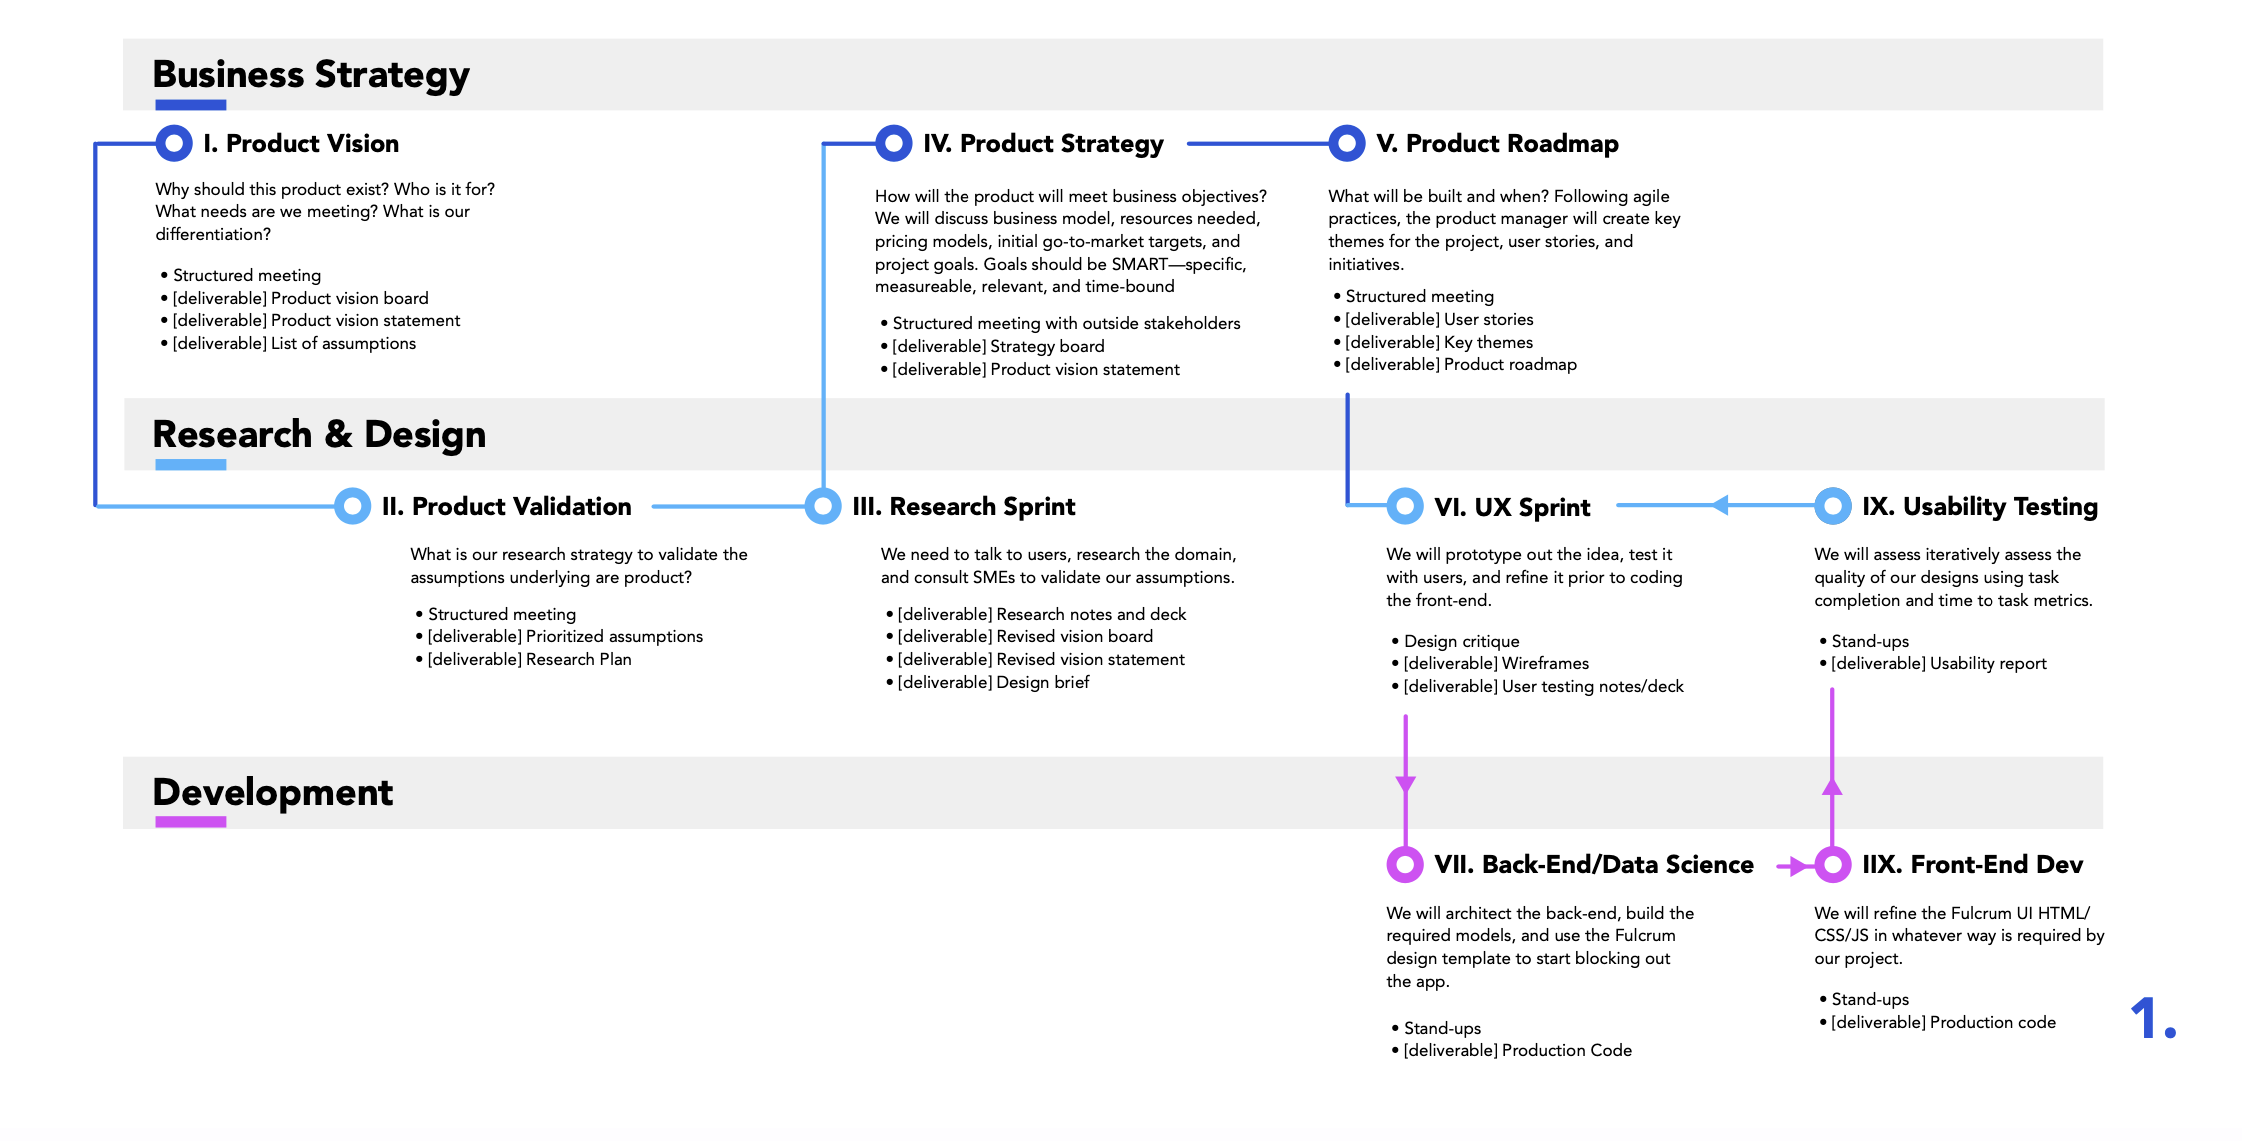 Business Strategy
I. Product Vision
Why should this product exist? Who is it for?
What needs are we meeting? What is our
differentiation?
• Structured meeting
• [deliverable] Product vision board
• [deliverable] Product vision statement
• [deliverable] List of assumptions
IV. Product Strategy
How will the product will meet business objectives?
We will discuss business model, resources needed,
pricing models, initial go-to-market targets, and
project goals. Goals should be SMART—specific,
measureable, relevant, and time-bound
• Structured meeting with outside stakeholders
• [deliverable] Strategy board
• [deliverable] Product vision statement
V. Product Roadmap
What will be built and when? Following agile
practices, the product manager will create key
themes for the project, user stories, and
initiatives.
• Structured meeting
• [deliverable] User stories
• [deliverable] Key themes
• [deliverable] Product roadmap
Research & Design
II. Product Validation
What is our research strategy to validate the
assumptions underlying are product?
• Structured meeting
• [deliverable] Prioritized assumptions
• [deliverable] Research Plan
III. Research Sprint
We need to talk to users, research the domain,
and consult SMEs to validate our assumptions.
• [deliverable] Research notes and deck
• [deliverable] Revised vision board
• [deliverable] Revised vision statement
• [deliverable] Design brief
VI. UX Sprint
We will prototype out the idea, test it
with users, and refine it prior to coding
the front-end.
• Design critique
• [deliverable] Wireframes
• [deliverable] User testing notes/deck
IX. Usability Testing
We will assess iteratively assess the
quality of our designs using task
completion and time to task metrics.
• Stand-ups
• [deliverable] Usability report
Development
VII. Back-End/Data Science
We will architect the back-end, build the
required models, and use the Fulcrum
design template to start blocking out
the app.
• Stand-ups
• [deliverable] Production Code
IIX. Front-End Dev
We will refine the Fulcrum UI HTML/
CSS/JS in whatever way is required by
our project.
• Stand-ups
• [deliverable] Production code
1.